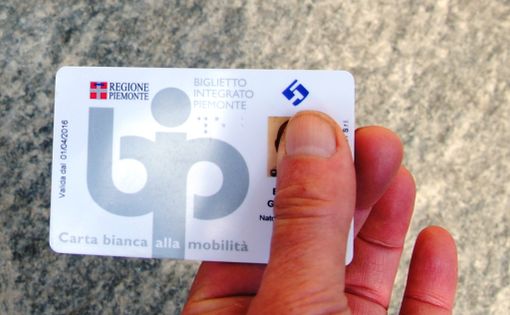 REGIONE
PIEMONTE
BIGLIETTO
INTEGRATO
PIEMONTE
Valida dal 01/04/2016
bip
S.r.l.
Carta bianca alla mobilità